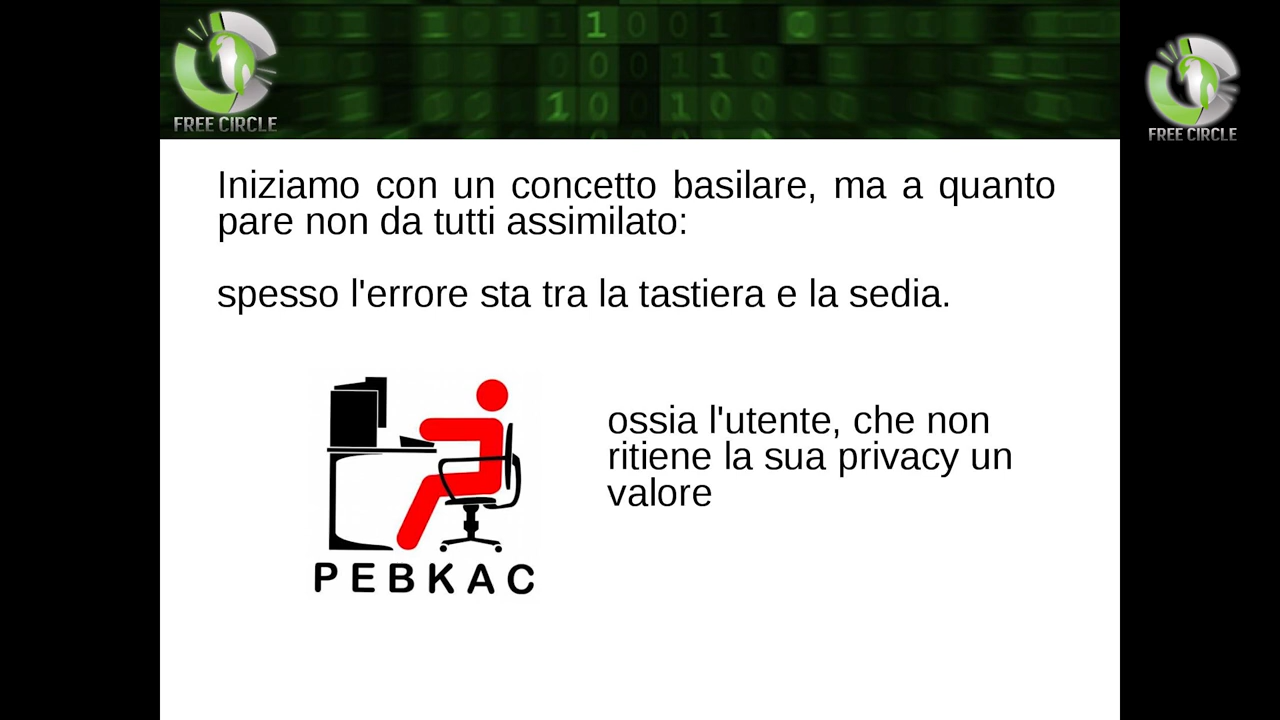 FREE CIRCLE
FREE CIRCLE
Iniziamo con un concetto basilare, ma a quanto
pare non da tutti assimilato:
spesso l'errore sta tra la tastiera e la sedia.
ossia l'utente, che non
ritiene la sua privacy un
valore
PEBKAC